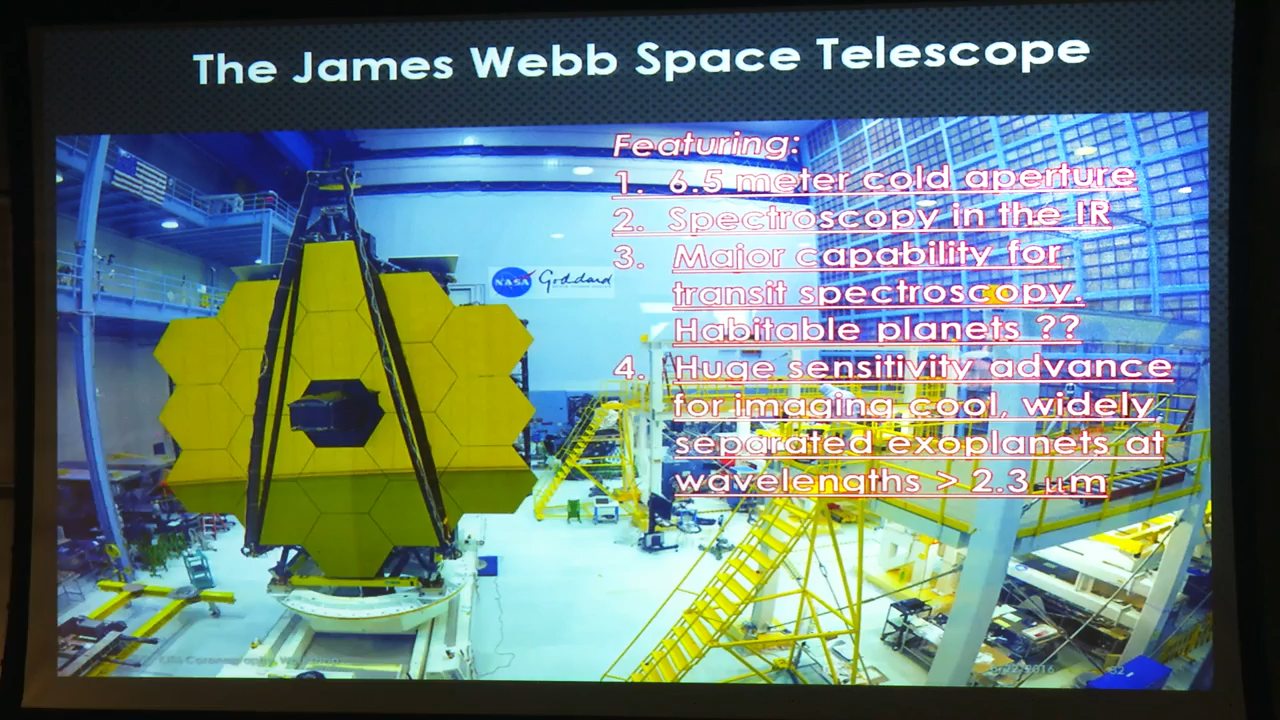 The James Webb Space Telescope
Featuring:
1. 6.5 meter cold aperture
2. Spectroscopy in the IR
3. Major capability for
transit spectroscopy.
Habitable planets ??
4. Huge sensitivity advance
for imaging cool, widely
separated exoplanets at
wavelengths > 2.3 µm
NASA Goddard
2016